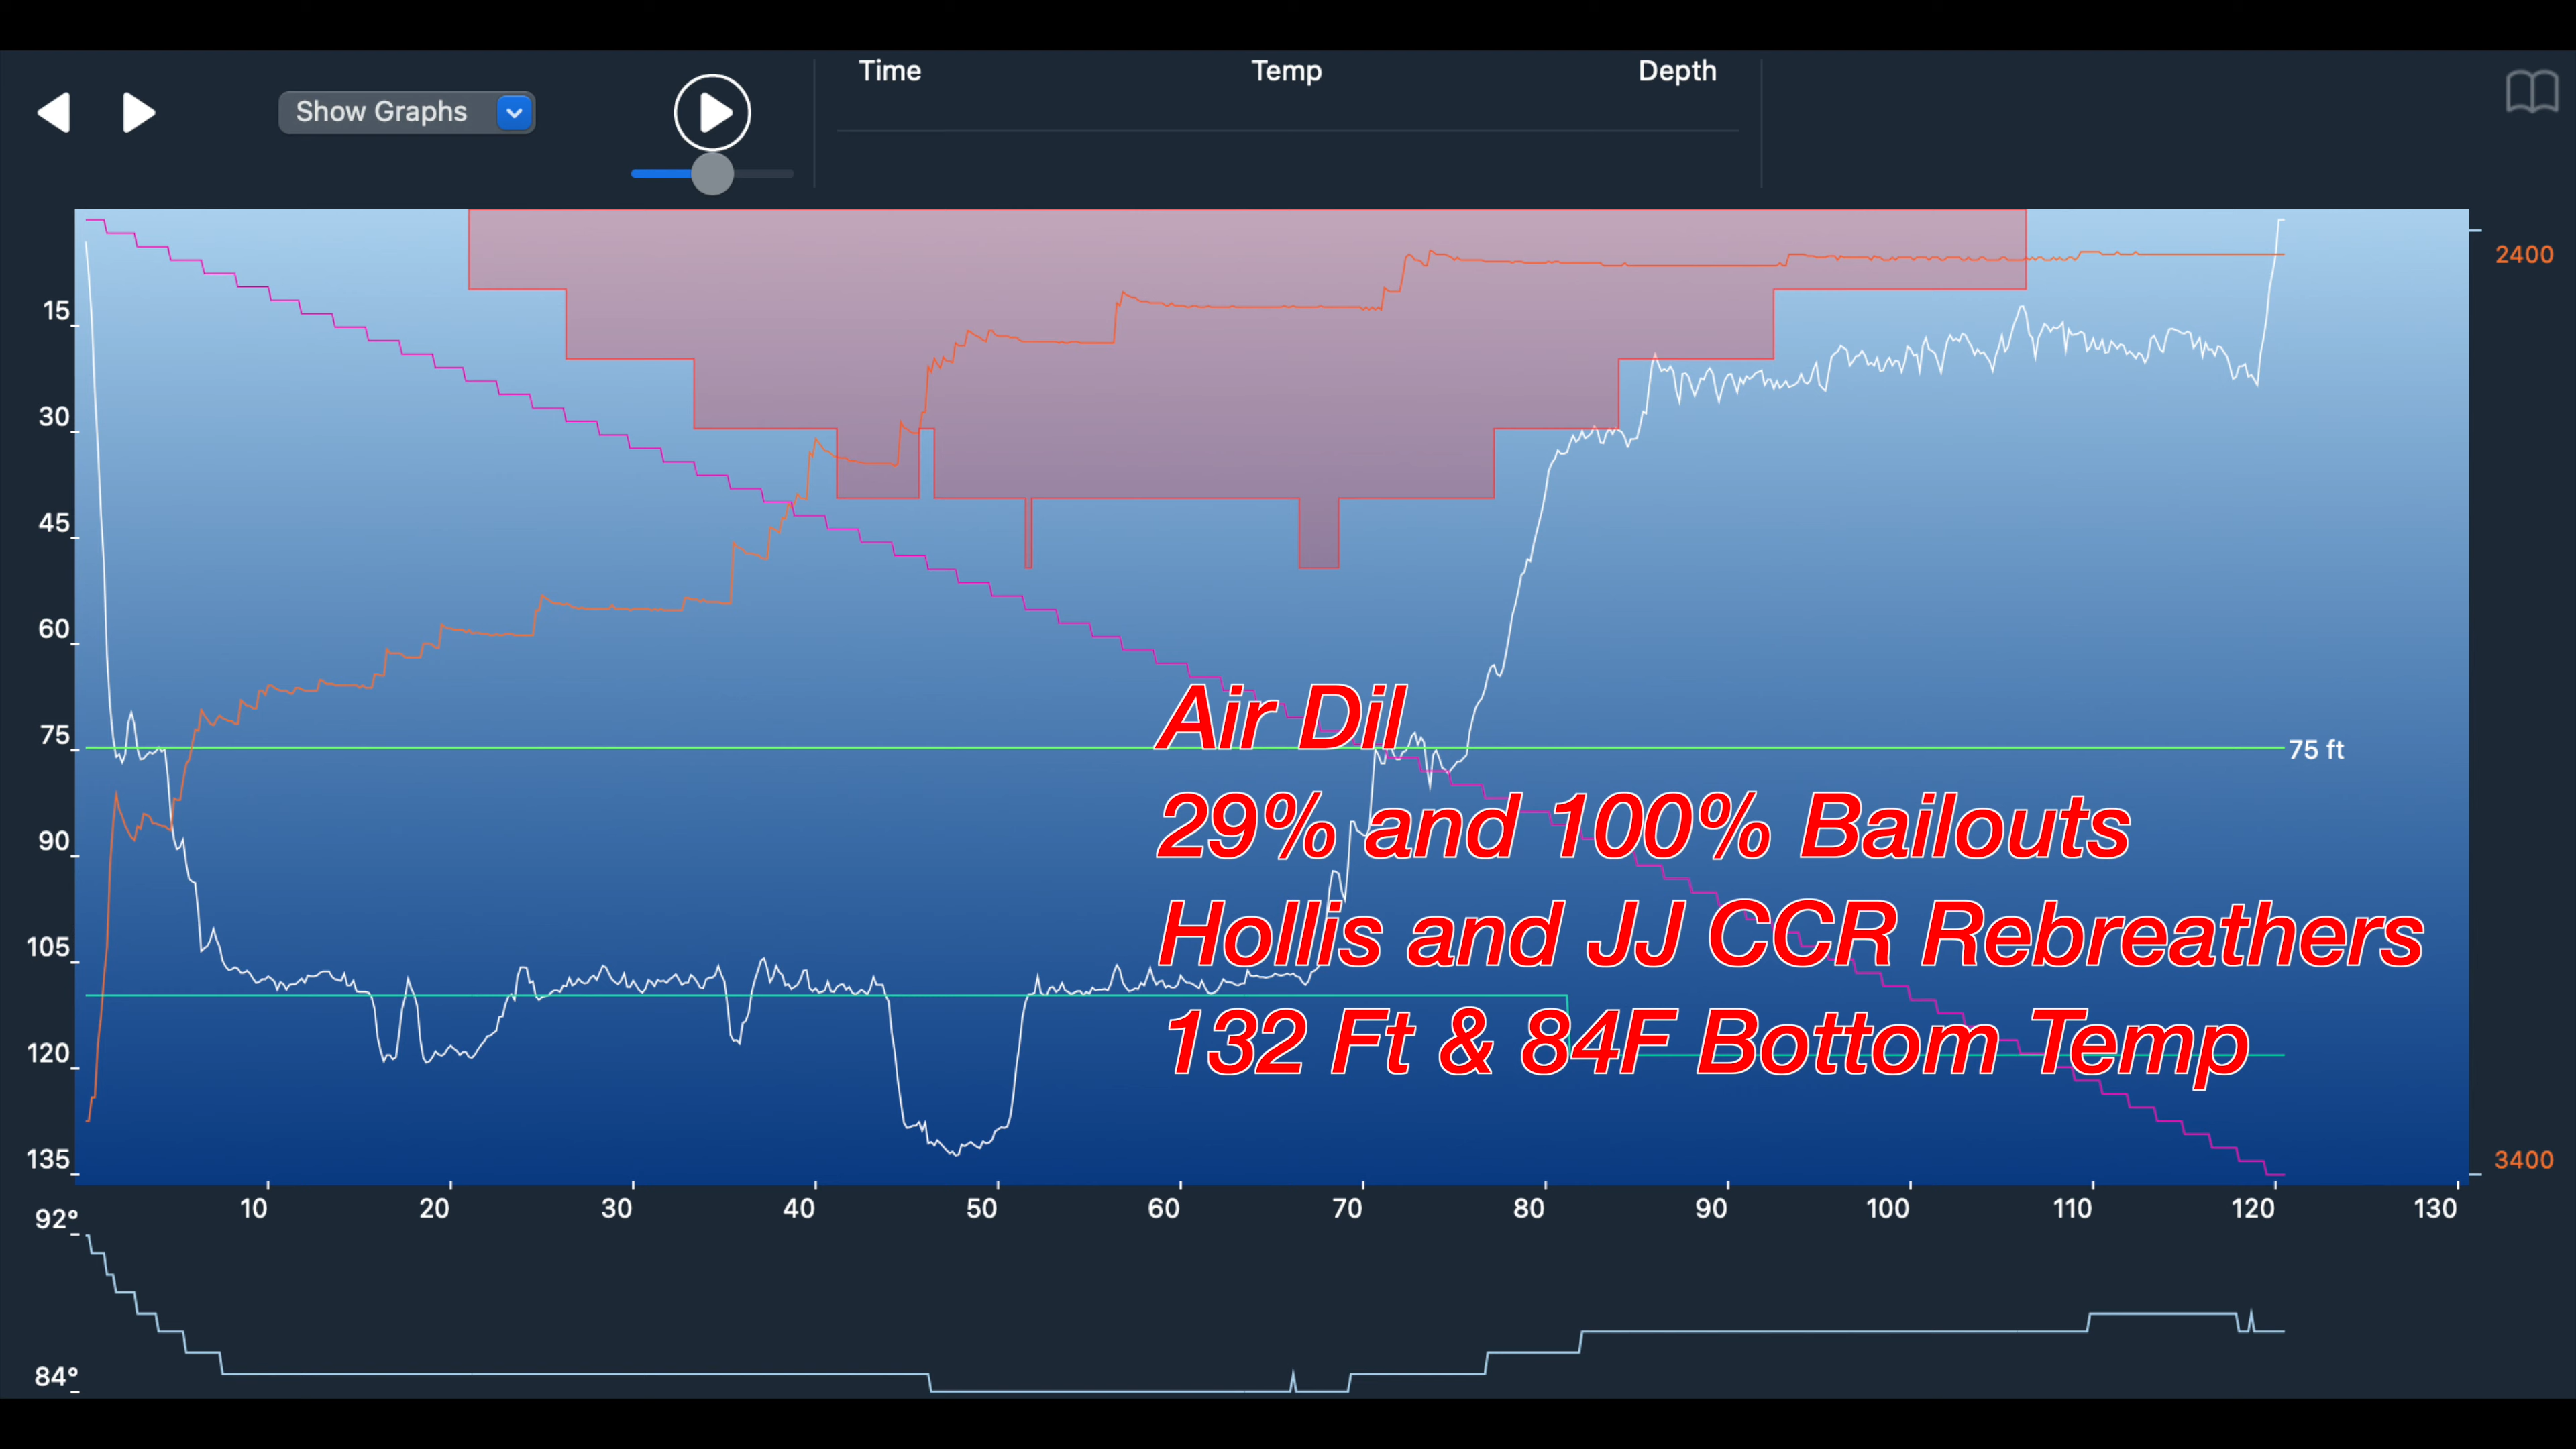 Time Temp Depth
Show Graphs
2400
15
30
45
60
75
75 ft
90
105
120
135
3400
Air Dil
29% and 100% Bailouts
Hollis and JJ CCR Rebreathers
132 Ft & 84F Bottom Temp
10 20 30 40 50 60 70 80 90 100 110 120 130
92°
84°